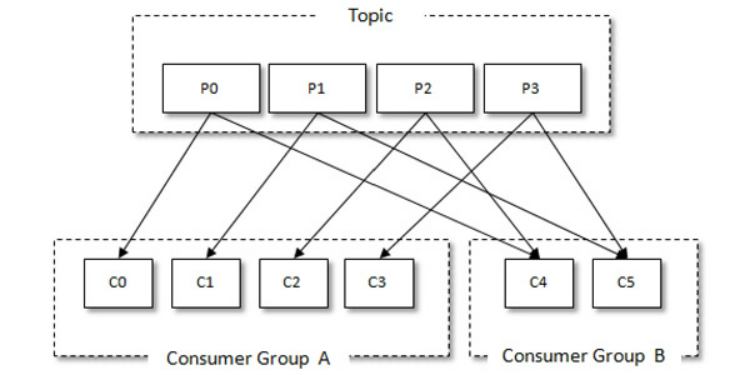 Topic
P0 P1 P2 P3
C0 C1 C2 C3 C4 C5
Consumer Group A Consumer Group B